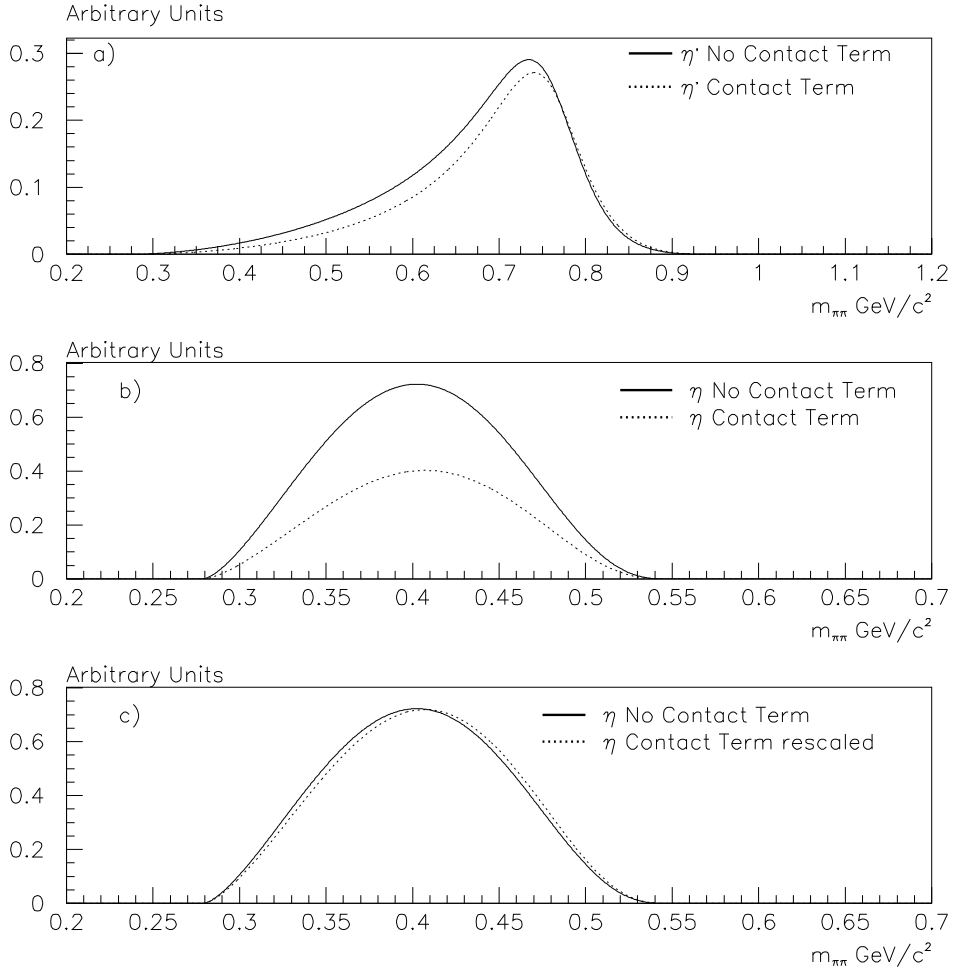 Arbitrary Units
a)
η' No Contact Term
η' Contact Term
0.3
0.2
0.1
0
0.2 0.3 0.4 0.5 0.6 0.7 0.8 0.9 1 1.1 1.2
mππ GeV/c²
Arbitrary Units
b)
η No Contact Term
η Contact Term
0.8
0.6
0.4
0.2
0
0.2 0.25 0.3 0.35 0.4 0.45 0.5 0.55 0.6 0.65 0.7
mππ GeV/c²
Arbitrary Units
c)
η No Contact Term
η Contact Term rescaled
0.8
0.6
0.4
0.2
0
0.2 0.25 0.3 0.35 0.4 0.45 0.5 0.55 0.6 0.65 0.7
mππ GeV/c²